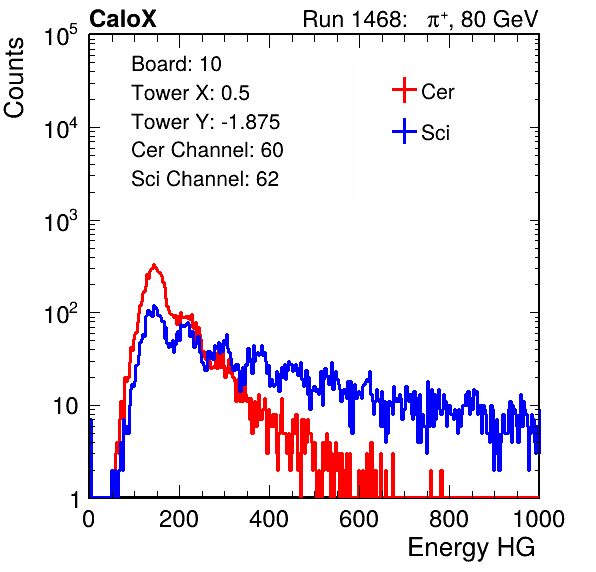 CaloX Run 1468: π⁺, 80 GeV
Counts
Board: 10
Tower X: 0.5
Tower Y: -1.875
Cer Channel: 60
Sci Channel: 62
Cer
Sci
10⁵
10⁴
10³
10²
10
1
0 200 400 600 800 1000
Energy HG